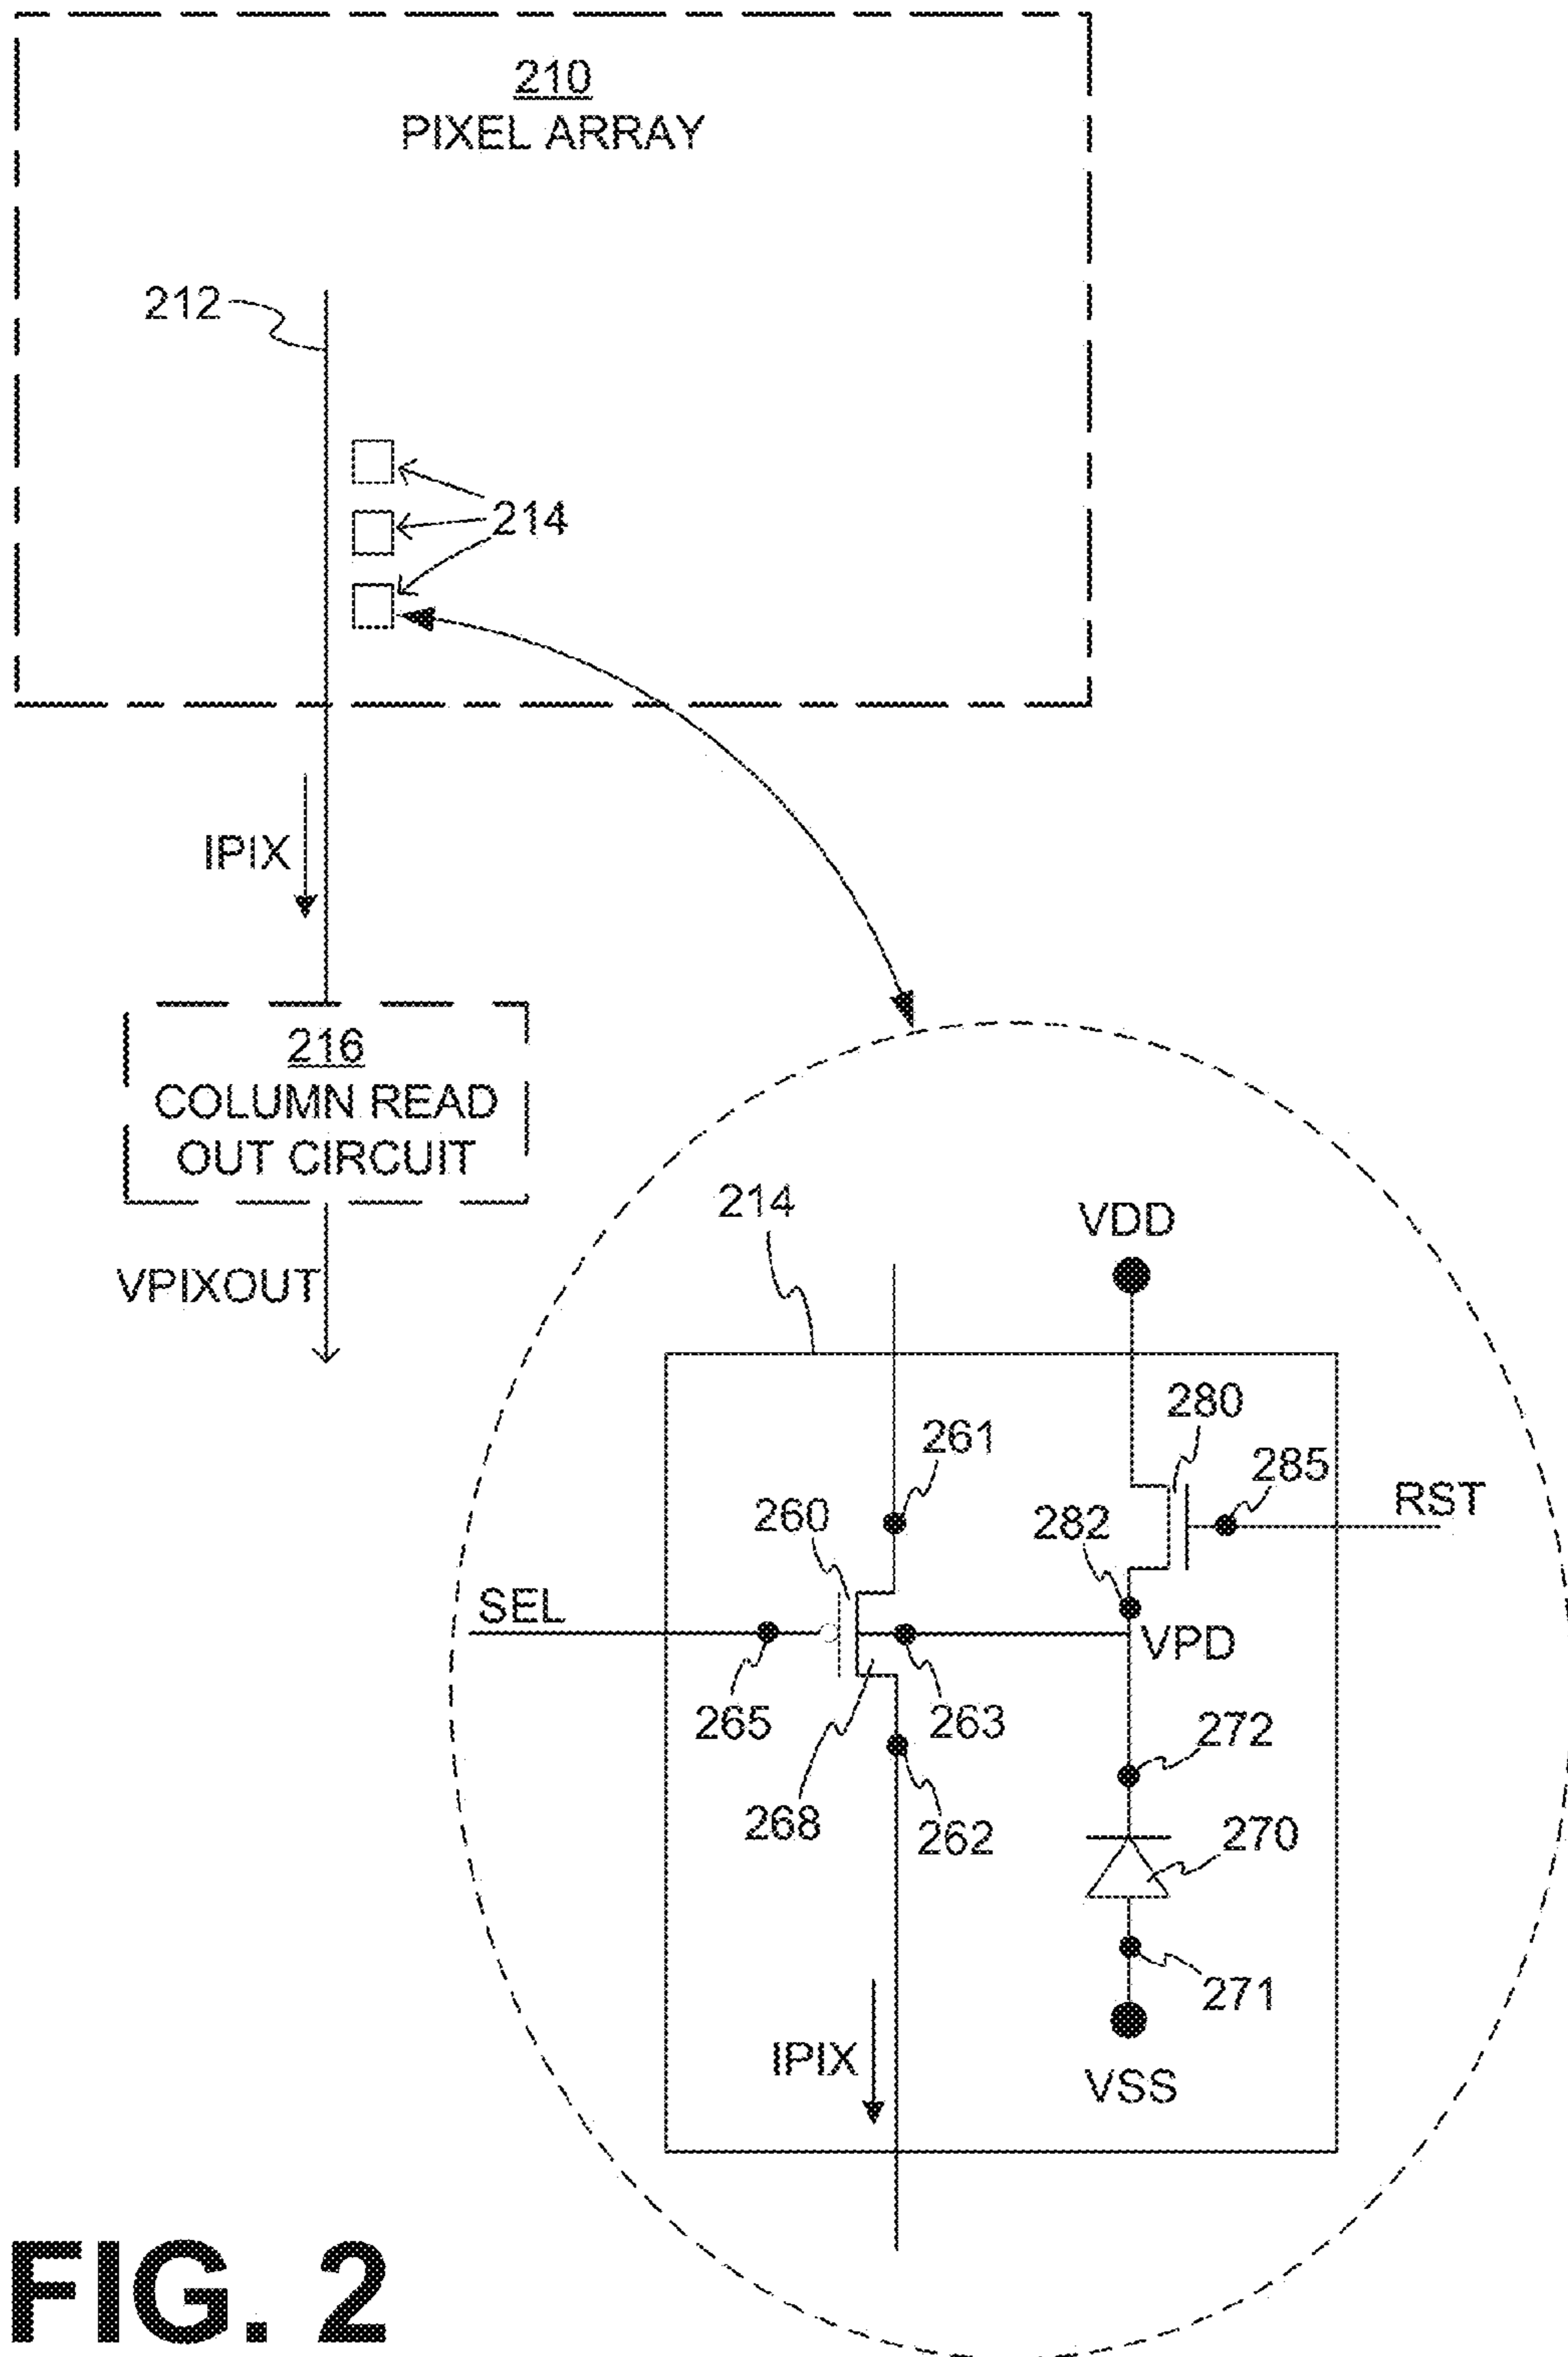 210
PIXEL ARRAY
212
214
IPIX
216
COLUMN READ
OUT CIRCUIT
VPIXOUT
214
VDD
280
261
285
RST
260
282
SEL
VPD
265
263
272
268
262
270
271
IPIX
VSS
FIG. 2